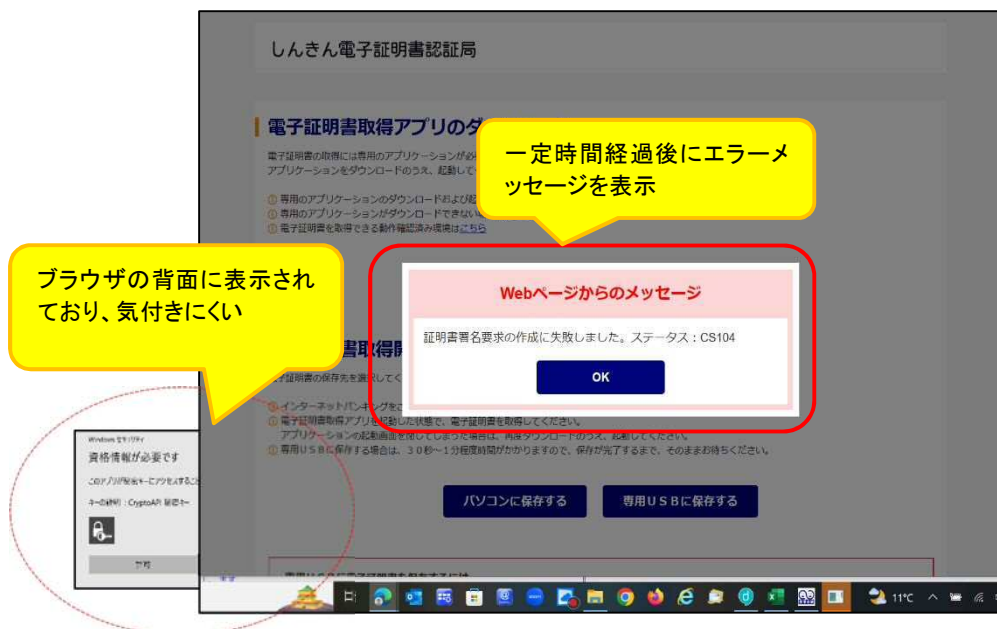 しんきん電子証明書認証局
電子証明書取得アプリのダ
電子証明書の取得には専用のアプリケーションが必
アプリケーションをダウンロードのうえ、起動して
専用のアプリケーションのダウンロードおよび起
専用のアプリケーションがダウンロードできない
電子証明書を取得できる動作確認済み環境はこちら
一定時間経過後にエラーメ
ッセージを表示
ブラウザの背面に表示され
ており、気付きにくい
Webページからのメッセージ
証明書署名要求の作成に失敗しました。ステータス：CS104
OK
書取得開
子証明書の保存先を選択してく
インターネットバンキングをご
電子証明書取得アプリを起動した状態で、電子証明書を取得してください。
アプリケーションの起動画面を閉じてしまった場合は、再度ダウンロードのうえ、起動してください。
専用ＵＳＢに保存する場合は、３０秒～１分程度時間がかかりますので、保存が完了するまで、そのままお待ちください。
パソコンに保存する
専用ＵＳＢに保存する
Windows セキュリティ
資格情報が必要です
このアプリが秘密キーにアクセスすること
キーの説明：CryptoAPI 秘密キー
許可
11°C